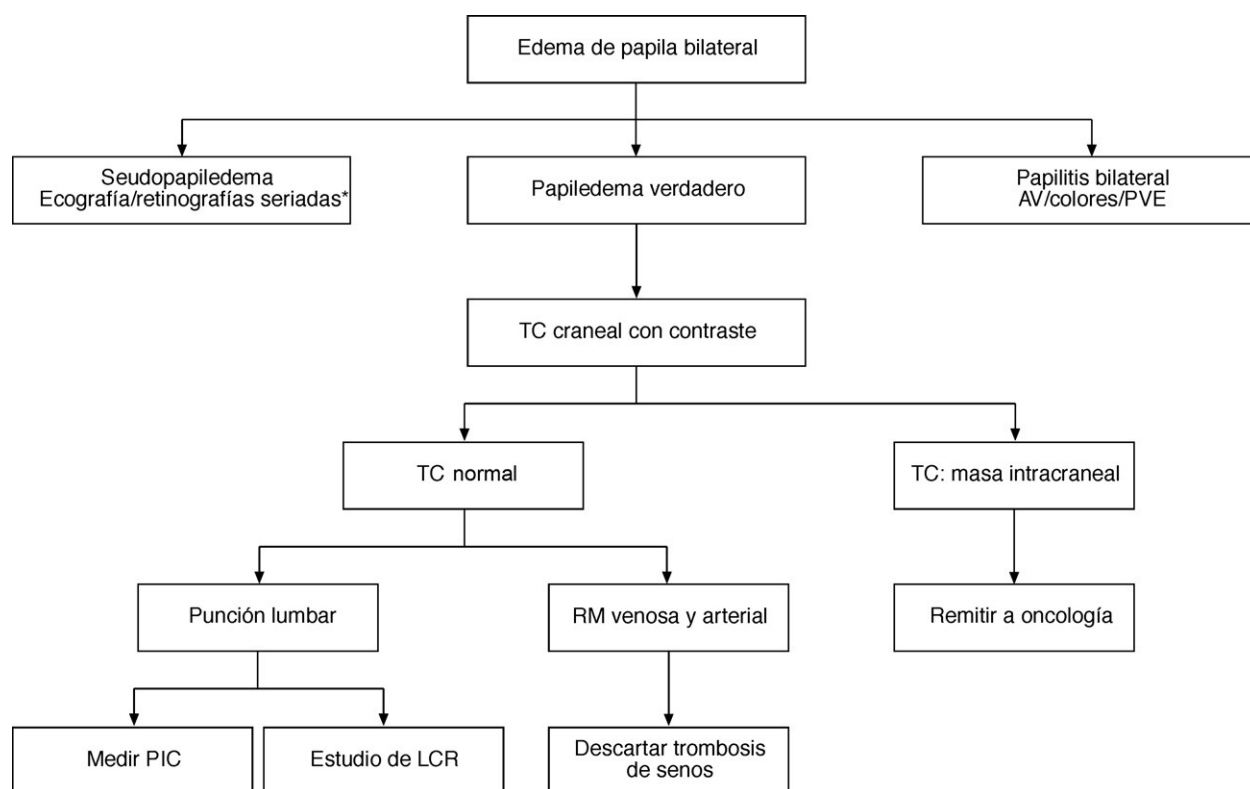 Edema de papila bilateral
Seudopapiledema
Ecografía/retinografías seriadas*
Papiledema verdadero
Papilitis bilateral
AV/colores/PVE
TC craneal con contraste
TC normal
TC: masa intracraneal
Punción lumbar
RM venosa y arterial
Remitir a oncología
Medir PIC
Estudio de LCR
Descartar trombosis
de senos